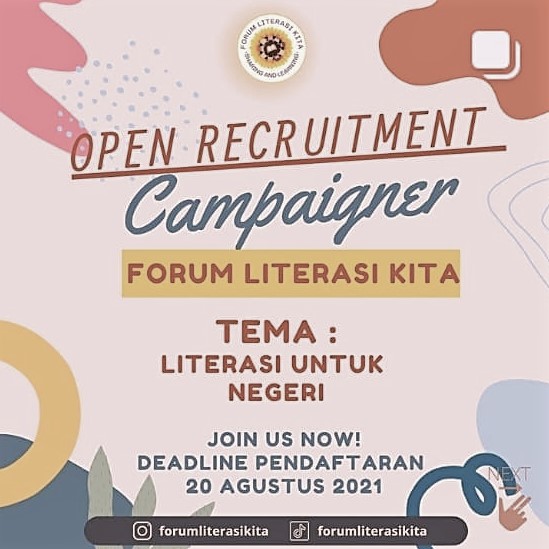 FORUM LITERASI KITA
SHARING AND LEARNING
OPEN RECRUITMENT
Campaigner
FORUM LITERASI KITA
TEMA :
LITERASI UNTUK
NEGERI
JOIN US NOW!
DEADLINE PENDAFTARAN
20 AGUSTUS 2021
NEXT
forumliterasikita forumliterasikita